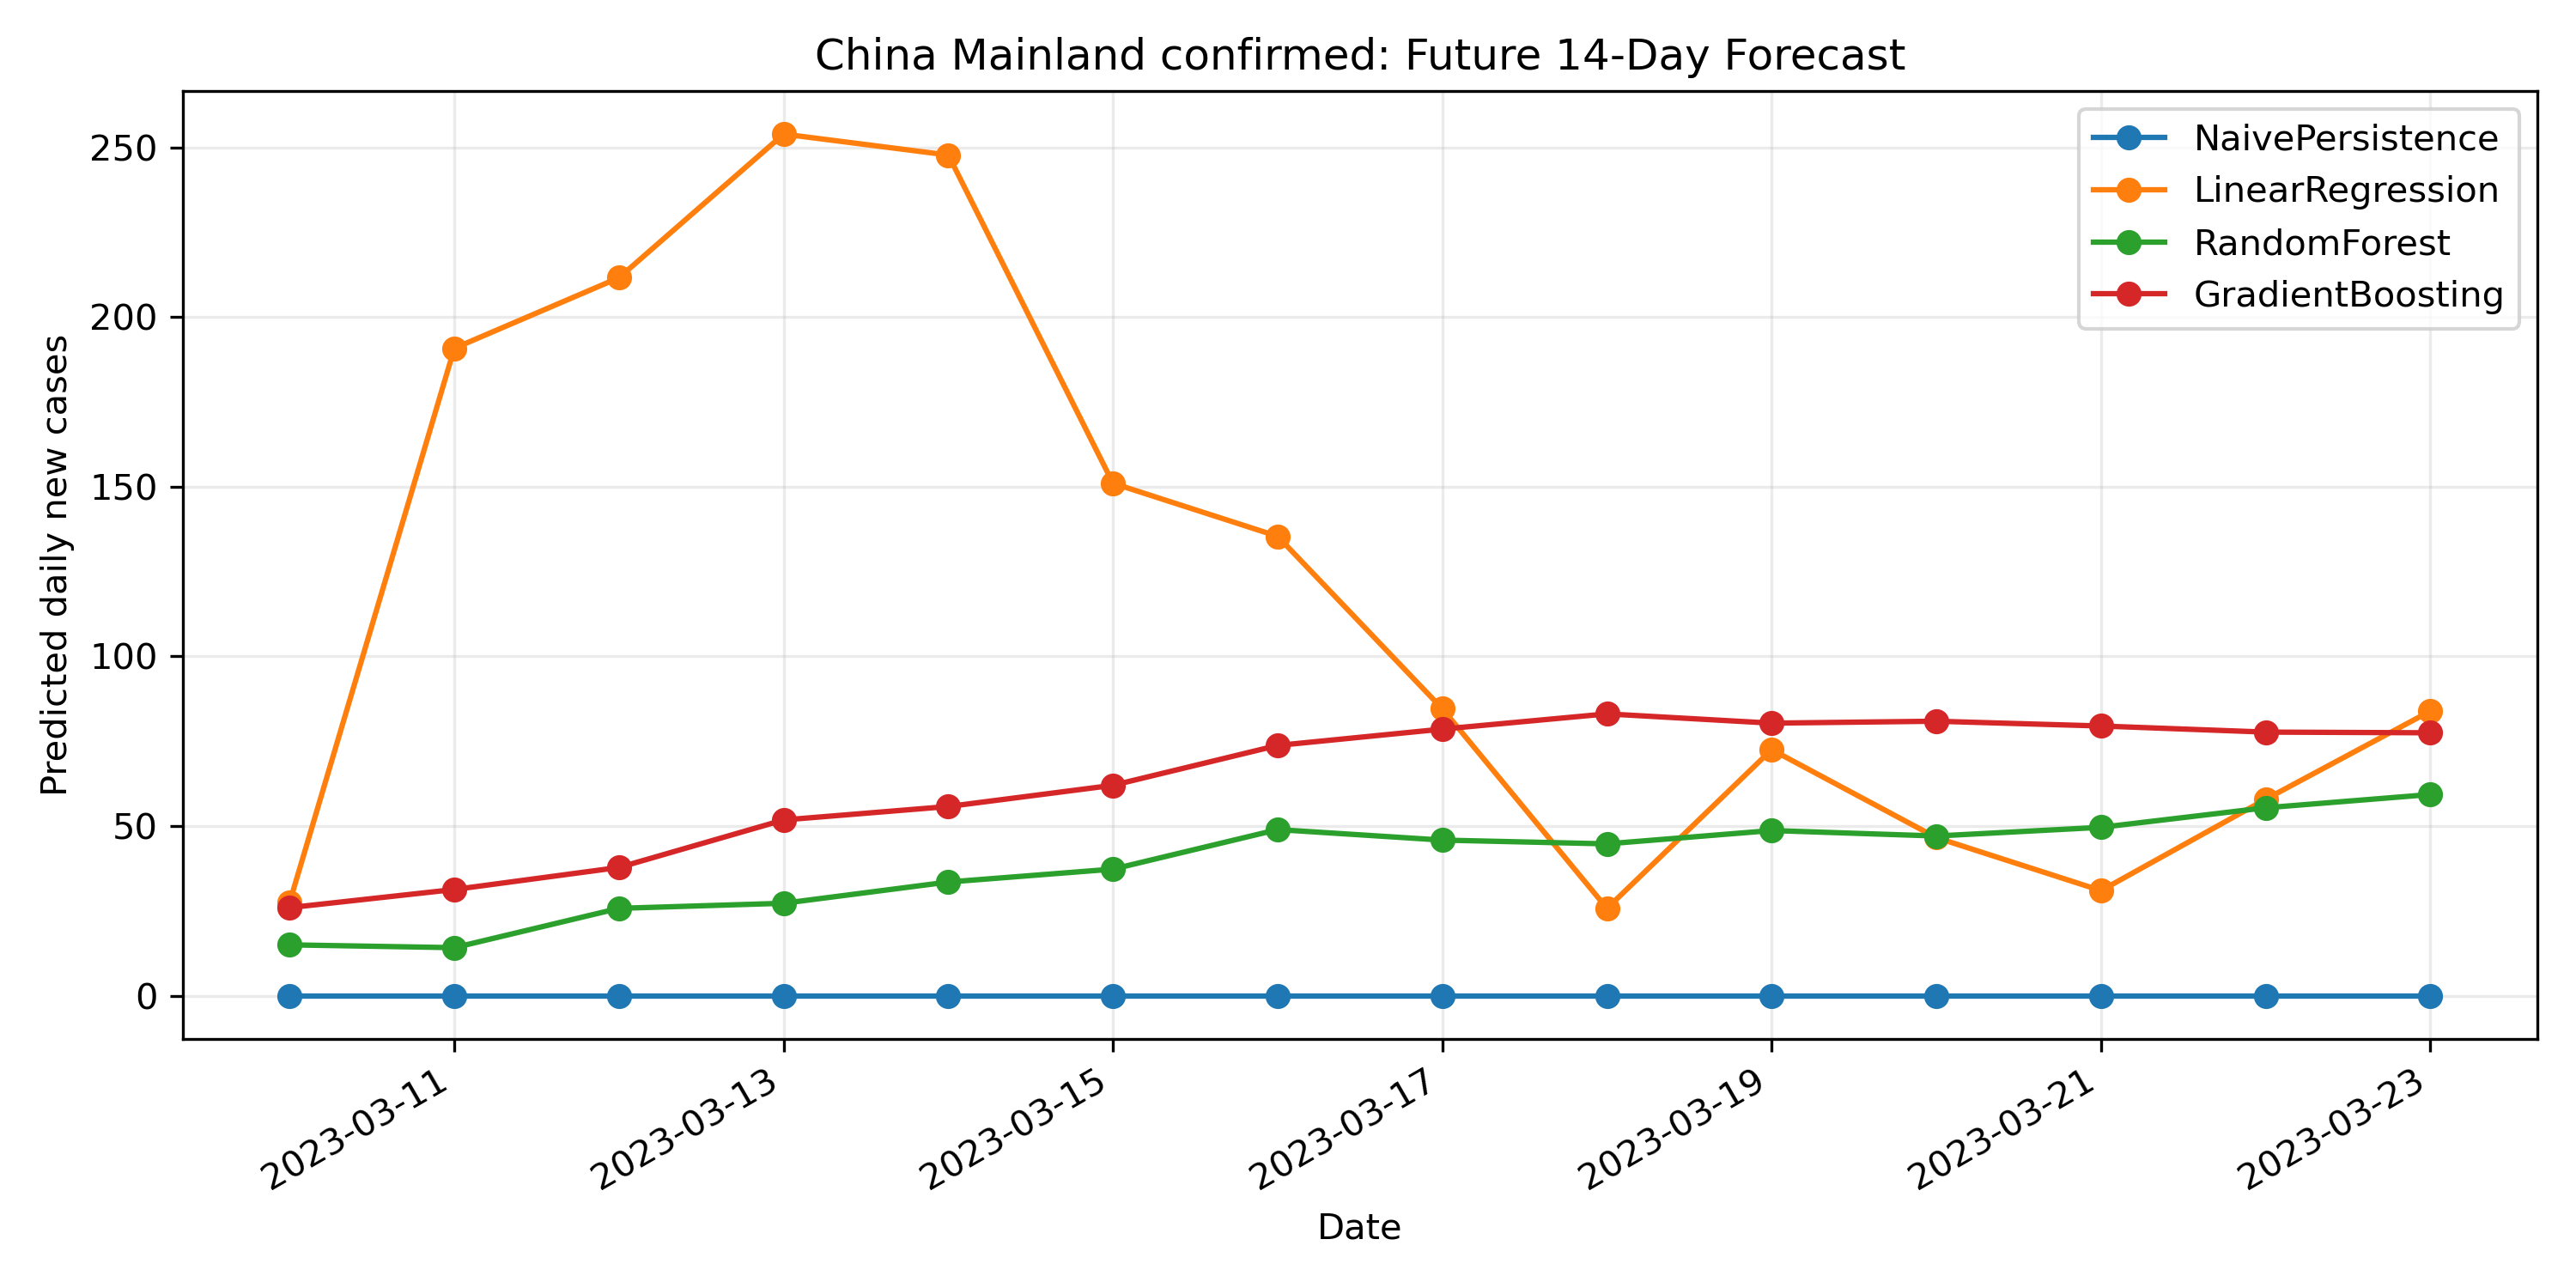 China Mainland confirmed: Future 14-Day Forecast
Predicted daily new cases
250
200
150
100
50
0
NaivePersistence
LinearRegression
RandomForest
GradientBoosting
2023-03-11
2023-03-13
2023-03-15
2023-03-17
2023-03-19
2023-03-21
2023-03-23
Date